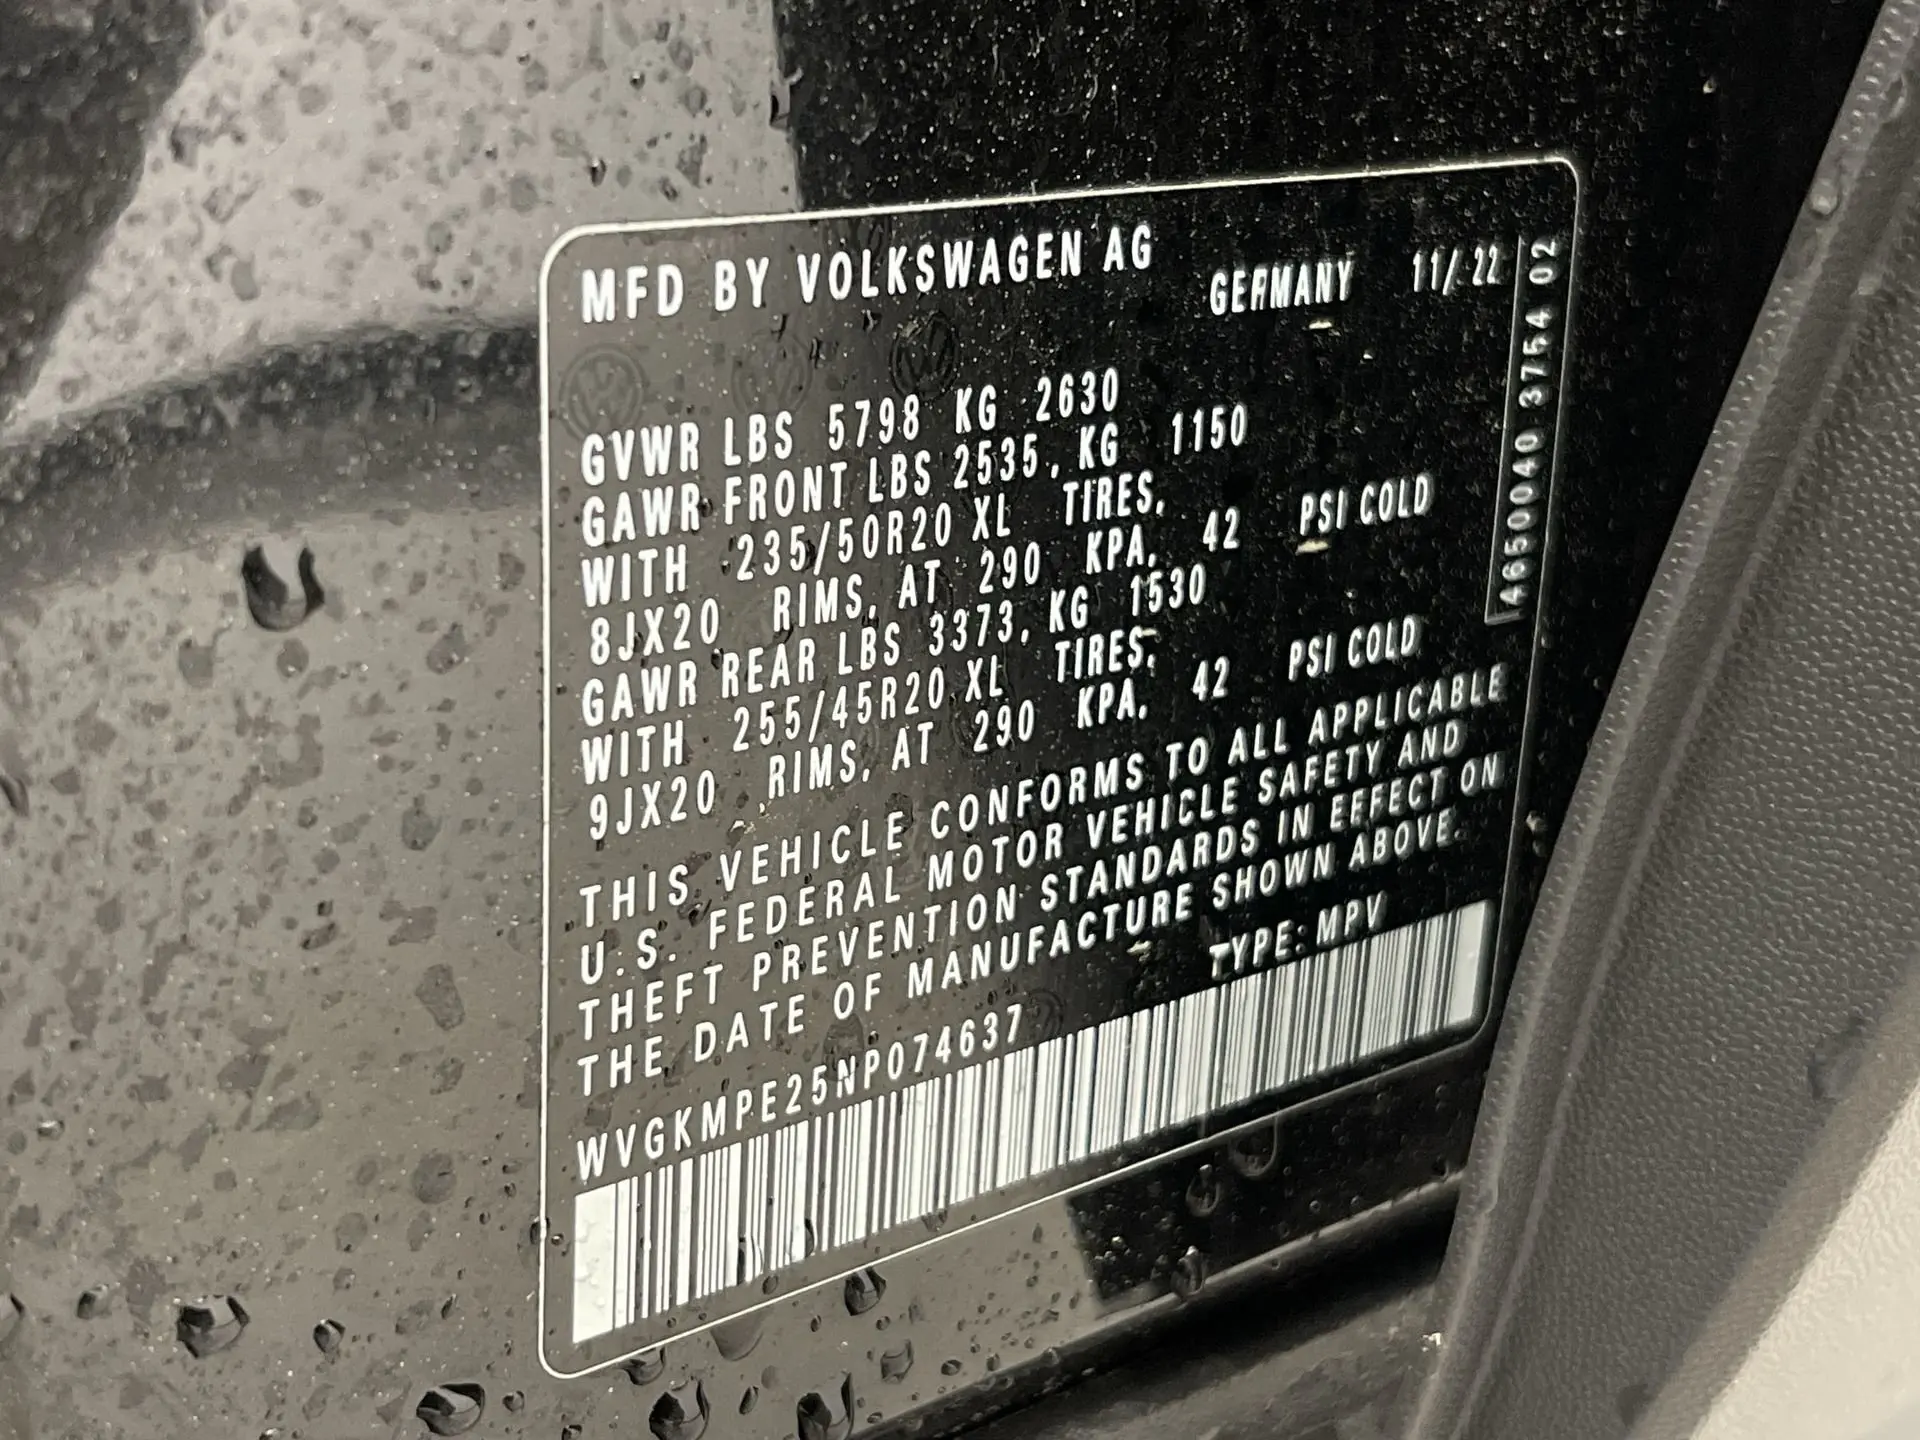 MFD BY VOLKSWAGEN AG GERMANY 11/22
GVWR LBS 5798 KG 2630
GAWR FRONT LBS 2535, KG 1150
WITH 235/50R20 XL TIRES,
8JX20 RIMS, AT 290 KPA, 42 PSI COLD
GAWR REAR LBS 3373, KG 1530
WITH 255/45R20 XL TIRES,
9JX20 RIMS, AT 290 KPA, 42 PSI COLD
THIS VEHICLE CONFORMS TO ALL APPLICABLE
U.S. FEDERAL MOTOR VEHICLE SAFETY AND
THEFT PREVENTION STANDARDS IN EFFECT ON
THE DATE OF MANUFACTURE SHOWN ABOVE.
WVGKMPE25NP074637 TYPE: MPV
4650040 3754 02